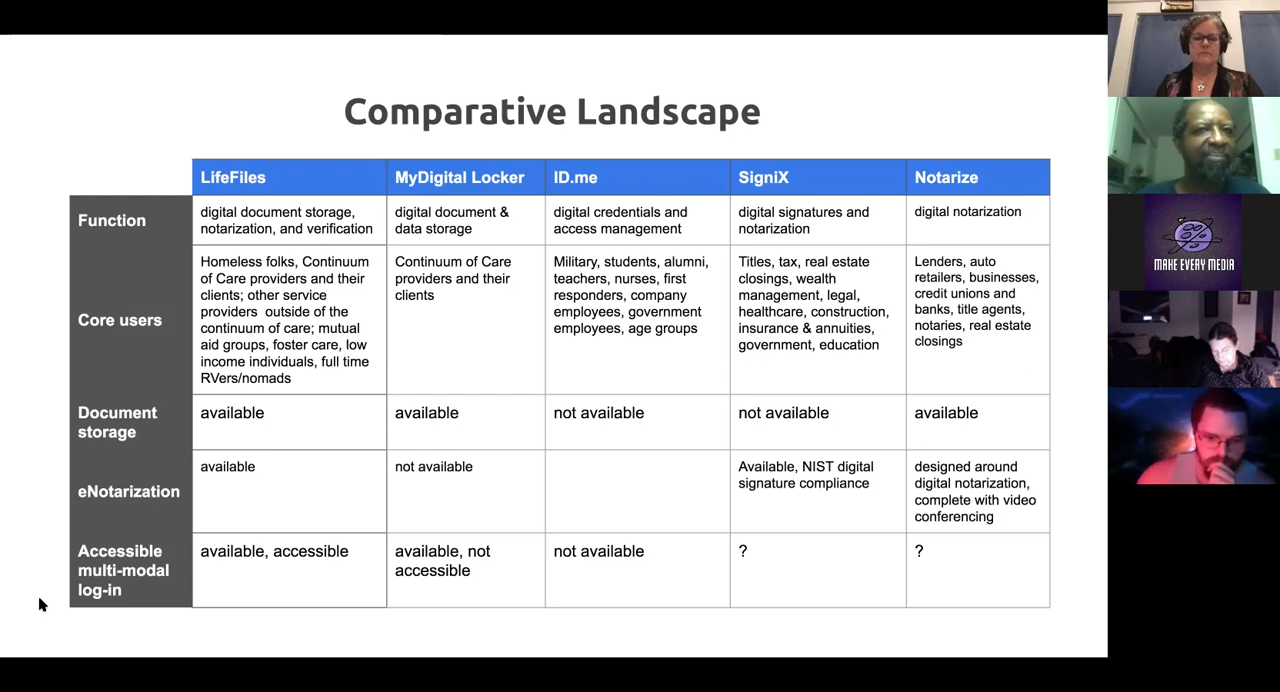 Comparative Landscape
LifeFiles
MyDigital Locker
ID.me
SigniX
Notarize
Function
digital document storage,
notarization, and verification
digital document &
data storage
digital credentials and
access management
digital signatures and
notarization
digital notarization
Core users
Homeless folks, Continuum
of Care providers and their
clients; other service
providers outside of the
continuum of care; mutual
aid groups, foster care, low
income individuals, full time
RVers/nomads
Continuum of Care
providers and their
clients
Military, students, alumni,
teachers, nurses, first
responders, company
employees, government
employees, age groups
Titles, tax, real estate
closings, wealth
management, legal,
healthcare, construction,
insurance & annuities,
government, education
Lenders, auto
retailers, businesses,
credit unions and
banks, title agents,
notaries, real estate
closings
Document
storage
available
available
not available
not available
available
eNotarization
available
not available
Available, NIST digital
signature compliance
designed around
digital notarization,
complete with video
conferencing
Accessible
multi-modal
log-in
available, accessible
available, not
accessible
not available
?
?
MAKE EVERY MEDIA